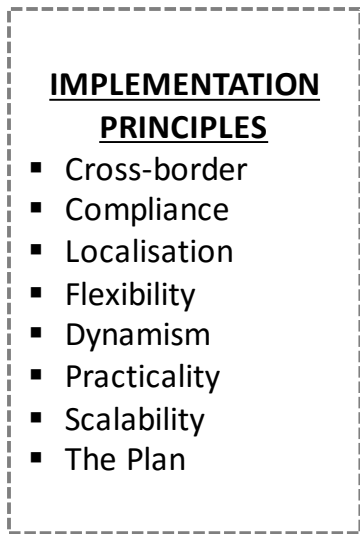 IMPLEMENTATION
PRINCIPLES
▪ Cross-border
▪ Compliance
▪ Localisation
▪ Flexibility
▪ Dynamism
▪ Practicality
▪ Scalability
▪ The Plan